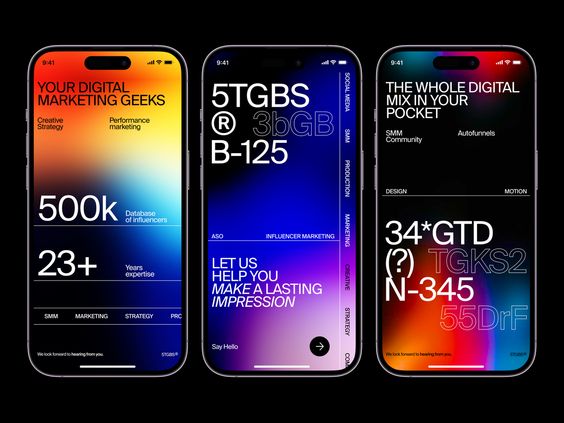 9:41
YOUR DIGITAL
MARKETING GEEKS
Creative
Strategy
Performance
marketing
500k
Database
of influencers
23+
Years
expertise
SMM MARKETING STRATEGY PRO
We look forward to hearing from you. 5TGBS®
9:41
5TGBS
® 3bGB
B-125
ASO INFLUENCER MARKETING
LET US
HELP YOU
MAKE A LASTING
IMPRESSION
Say Hello
SOCIAL MEDIA SMM PRODUCTION MARKETING CREATIVE STRATEGY COM
9:41
THE WHOLE DIGITAL
MIX IN YOUR
POCKET
SMM
Community
Autofunnels
DESIGN MOTION
34*GTD
(?) TGKS2
N-345
55DrF
We look forward to hearing from you. 5TGBS®